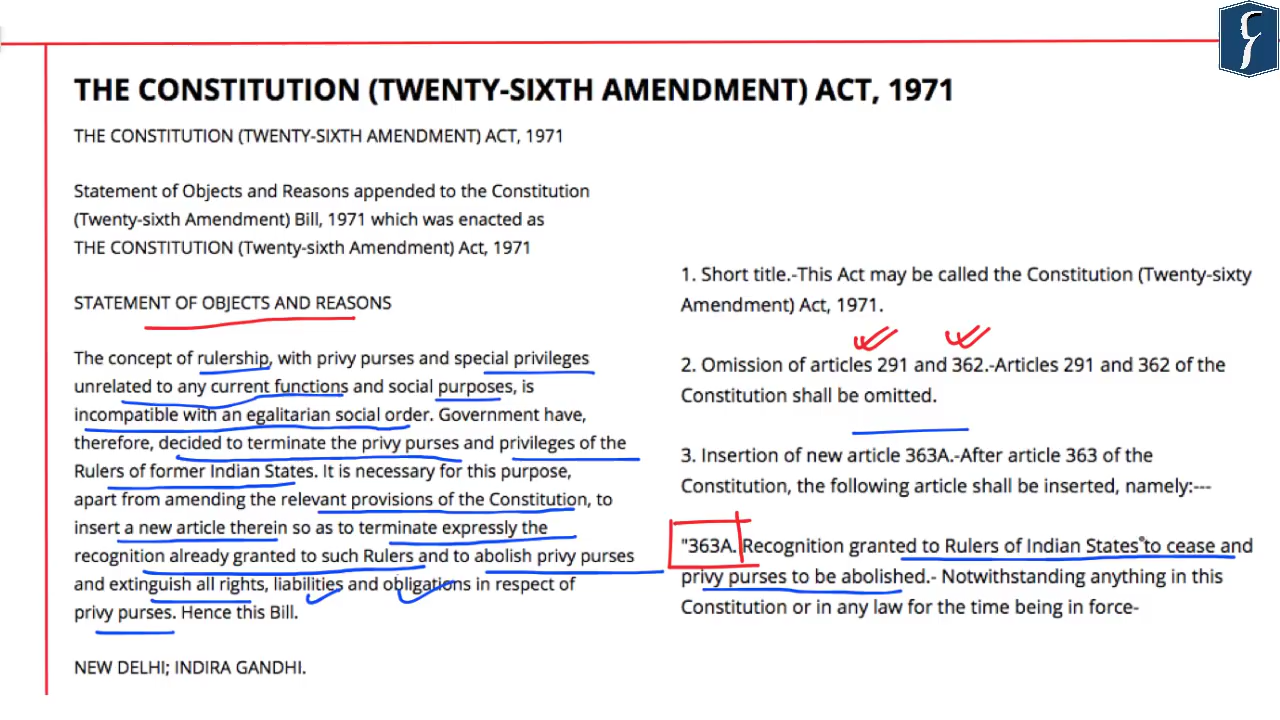 THE CONSTITUTION (TWENTY-SIXTH AMENDMENT) ACT, 1971
THE CONSTITUTION (TWENTY-SIXTH AMENDMENT) ACT, 1971
Statement of Objects and Reasons appended to the Constitution
(Twenty-sixth Amendment) Bill, 1971 which was enacted as
THE CONSTITUTION (Twenty-sixth Amendment) Act, 1971
STATEMENT OF OBJECTS AND REASONS
The concept of rulership, with privy purses and special privileges
unrelated to any current functions and social purposes, is
incompatible with an egalitarian social order. Government have,
therefore, decided to terminate the privy purses and privileges of the
Rulers of former Indian States. It is necessary for this purpose,
apart from amending the relevant provisions of the Constitution, to
insert a new article therein so as to terminate expressly the
recognition already granted to such Rulers and to abolish privy purses
and extinguish all rights, liabilities and obligations in respect of
privy purses. Hence this Bill.
NEW DELHI; INDIRA GANDHI.
1. Short title.-This Act may be called the Constitution (Twenty-sixty
Amendment) Act, 1971.
2. Omission of articles 291 and 362.-Articles 291 and 362 of the
Constitution shall be omitted.
3. Insertion of new article 363A.-After article 363 of the
Constitution, the following article shall be inserted, namely:---
"363A. Recognition granted to Rulers of Indian States to cease and
privy purses to be abolished.- Notwithstanding anything in this
Constitution or in any law for the time being in force-